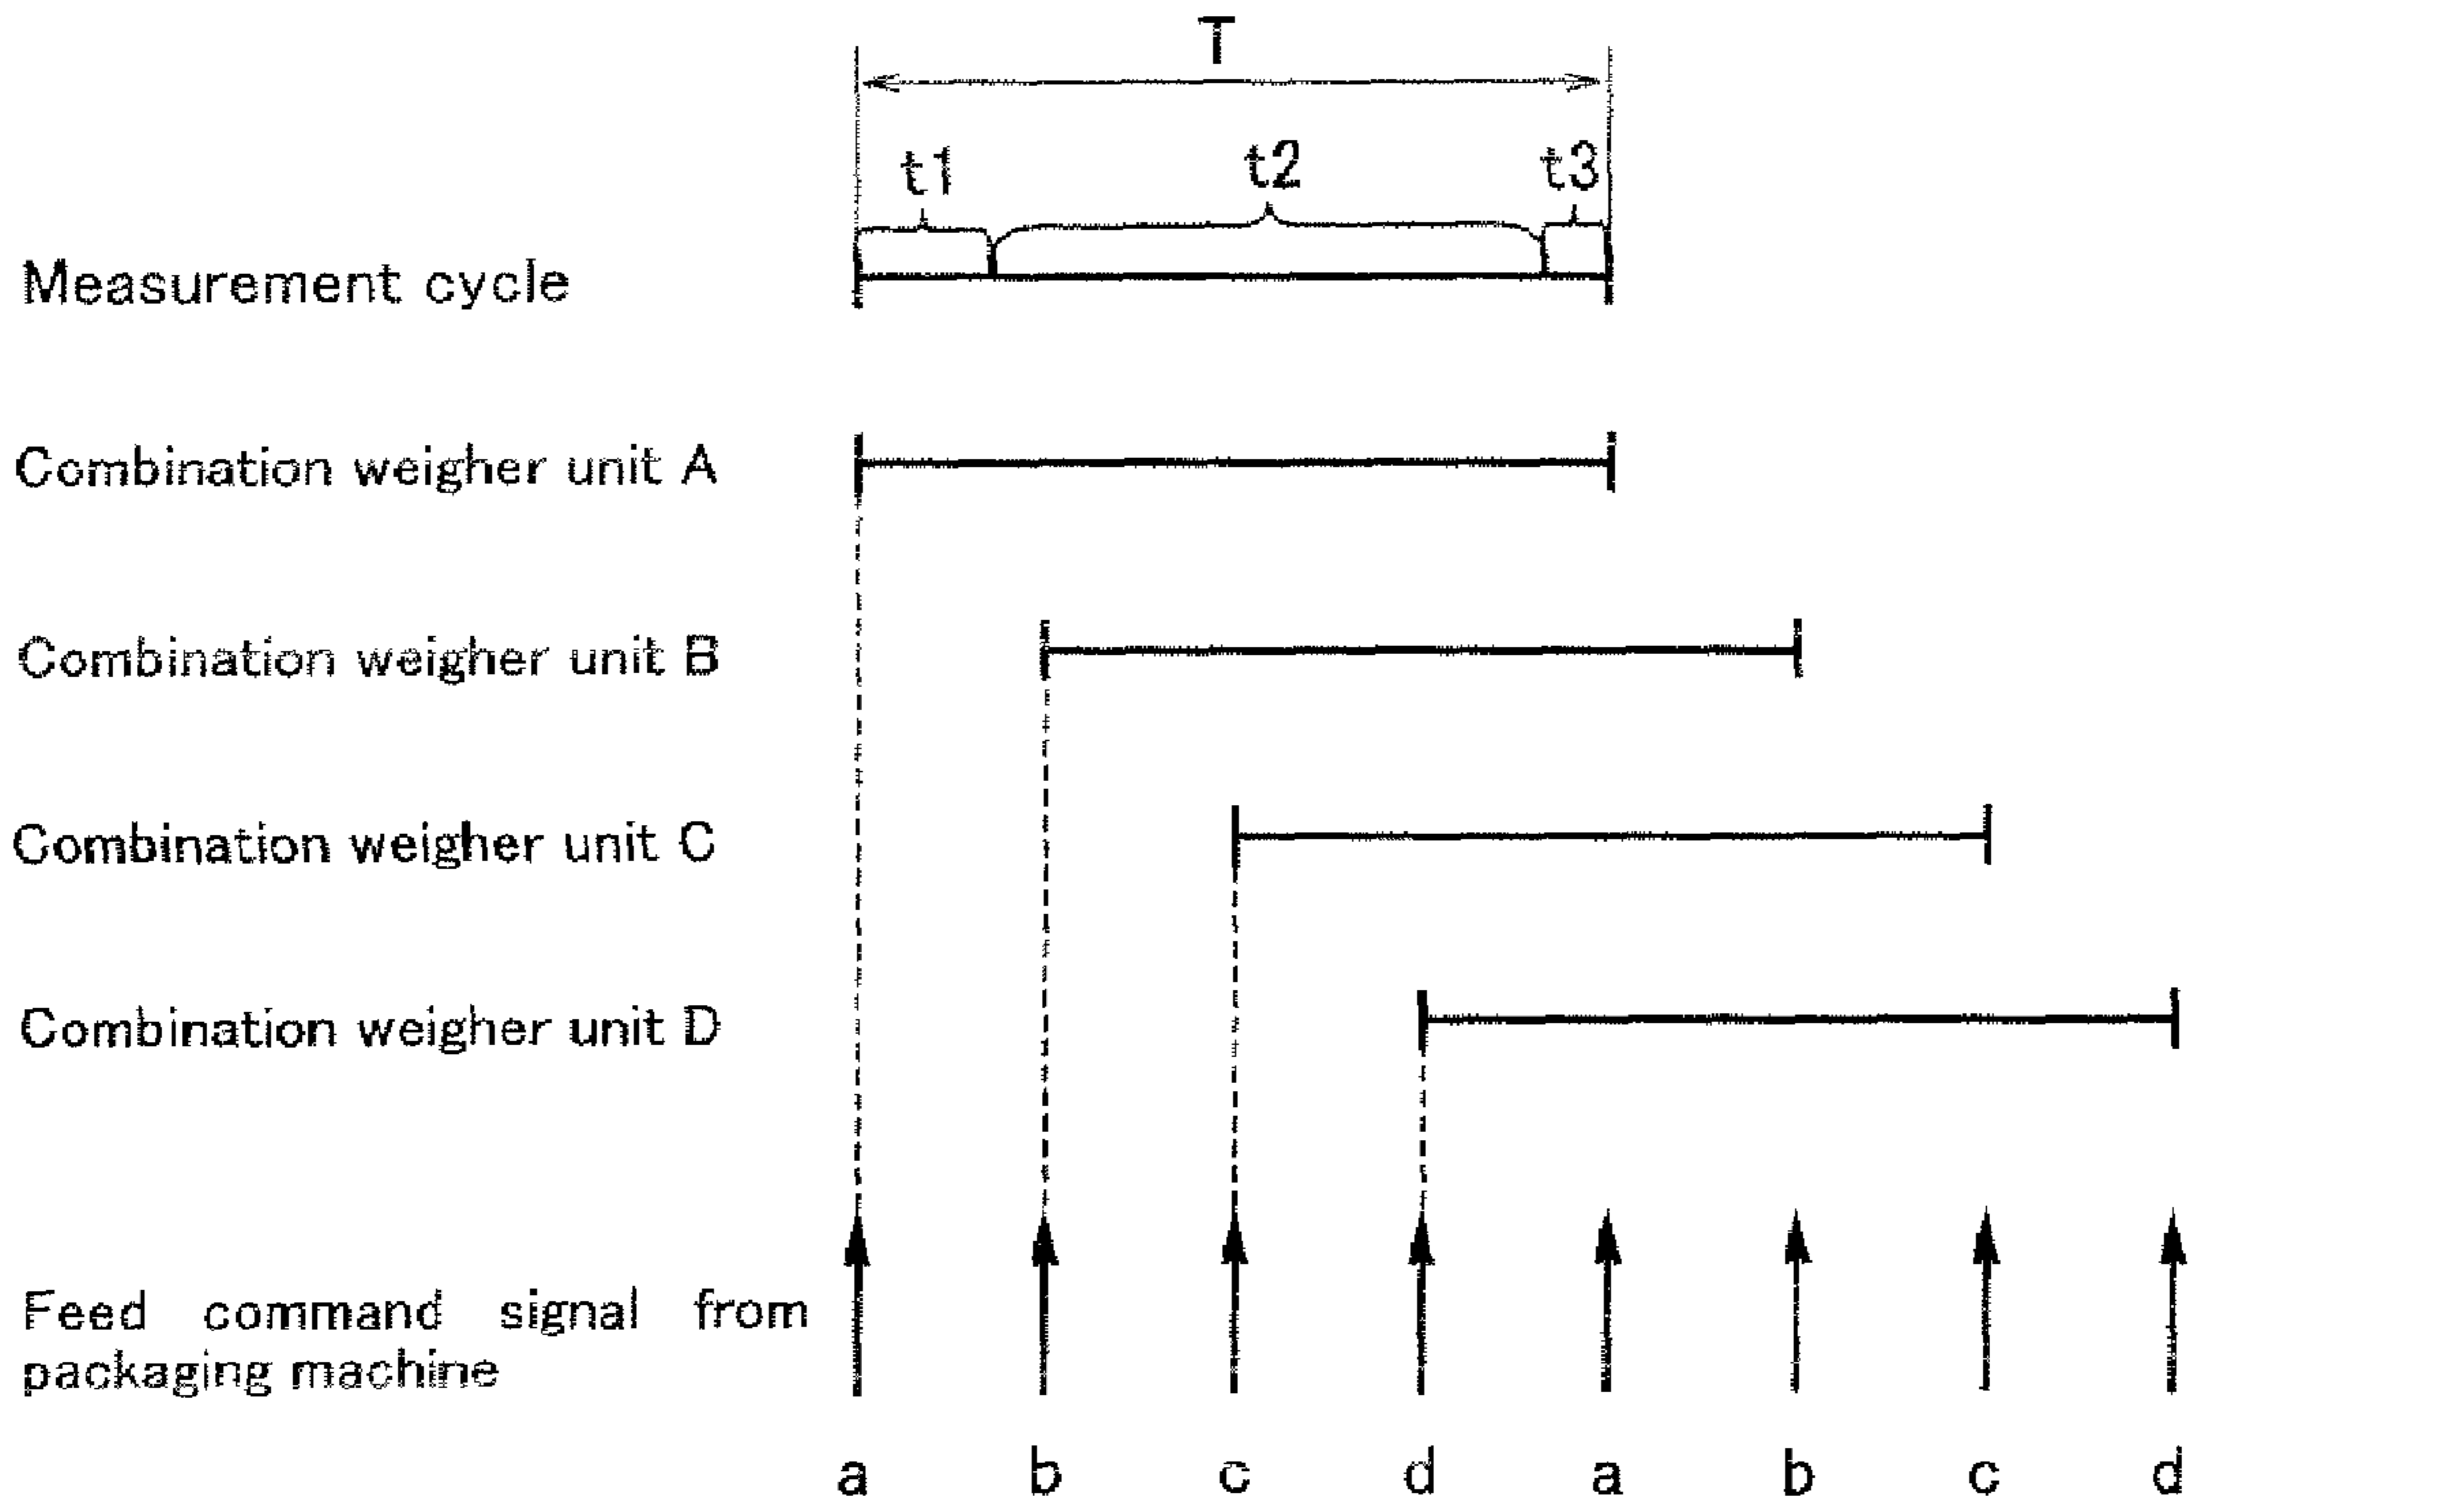 T
t1 t2 t3
Measurement cycle
Combination weigher unit A
Combination weigher unit B
Combination weigher unit C
Combination weigher unit D
Feed command signal from
packaging machine
a b c d a b c d